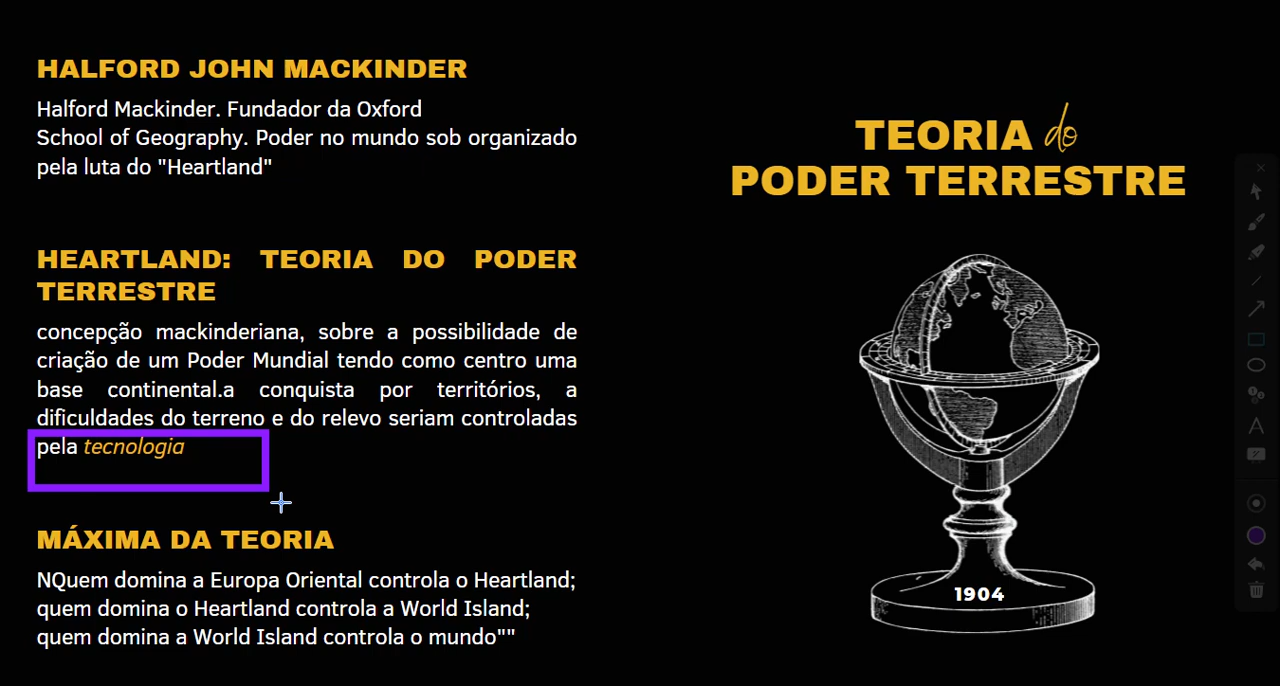 HALFORD JOHN MACKINDER
Halford Mackinder. Fundador da Oxford
School of Geography. Poder no mundo sob organizado
pela luta do "Heartland"
HEARTLAND: TEORIA DO PODER
TERRESTRE
concepção mackinderiana, sobre a possibilidade de
criação de um Poder Mundial tendo como centro uma
base continental.a conquista por territórios, a
dificuldades do terreno e do relevo seriam controladas
pela tecnologia
MÁXIMA DA TEORIA
NQuem domina a Europa Oriental controla o Heartland;
quem domina o Heartland controla a World Island;
quem domina a World Island controla o mundo""
TEORIA do
PODER TERRESTRE
1904